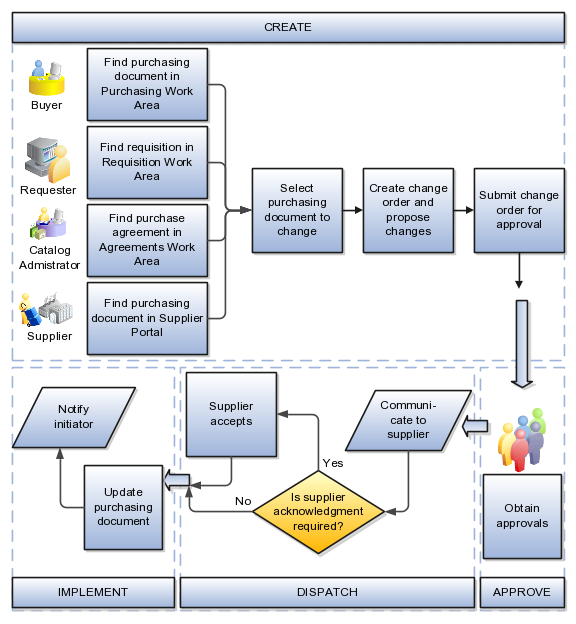 CREATE
Buyer
Find purchasing
document in
Purchasing Work
Area
Requester
Find requisition in
Requisition Work
Area
Catalog
Admistrator
Find purchase
agreement in
Agreements Work
Area
Supplier
Find purchasing
document in Supplier
Portal
Select
purchasing
document to
change
Create change
order and
propose
changes
Submit change
order for
approval
Notify
initiator
Update
purchasing
document
Supplier
accepts
Communi-
cate to
supplier
Yes
No
Is supplier
acknowledgment
required?
Obtain
approvals
IMPLEMENT
DISPATCH
APPROVE